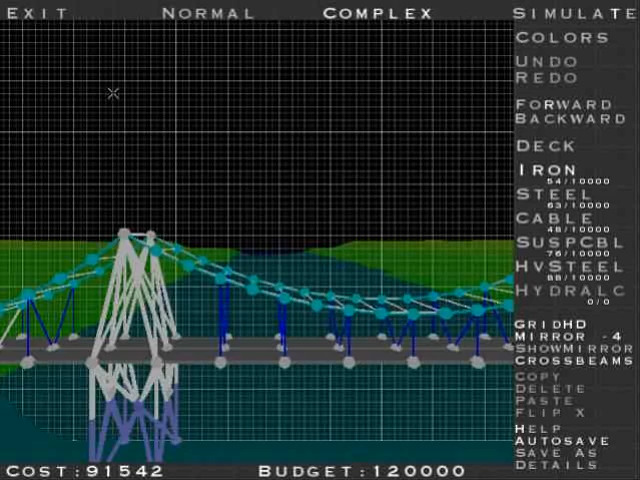 EXIT NORMAL COMPLEX SIMULATE
COLORS
UNDO
REDO
FORWARD
BACKWARD
DECK
IRON
54/10000
STEEL
63/10000
CABLE
48/10000
SUSPCBL
76/10000
HVSTEEL
88/10000
HYDRALC
0/0
GRIDHD
MIRROR -4
SHOWMIRROR
CROSSBEAMS
COPY
DELETE
PASTE
FLIP X
HELP
AUTOSAVE
SAVE AS
DETAILS
COST:91542 BUDGET:120000